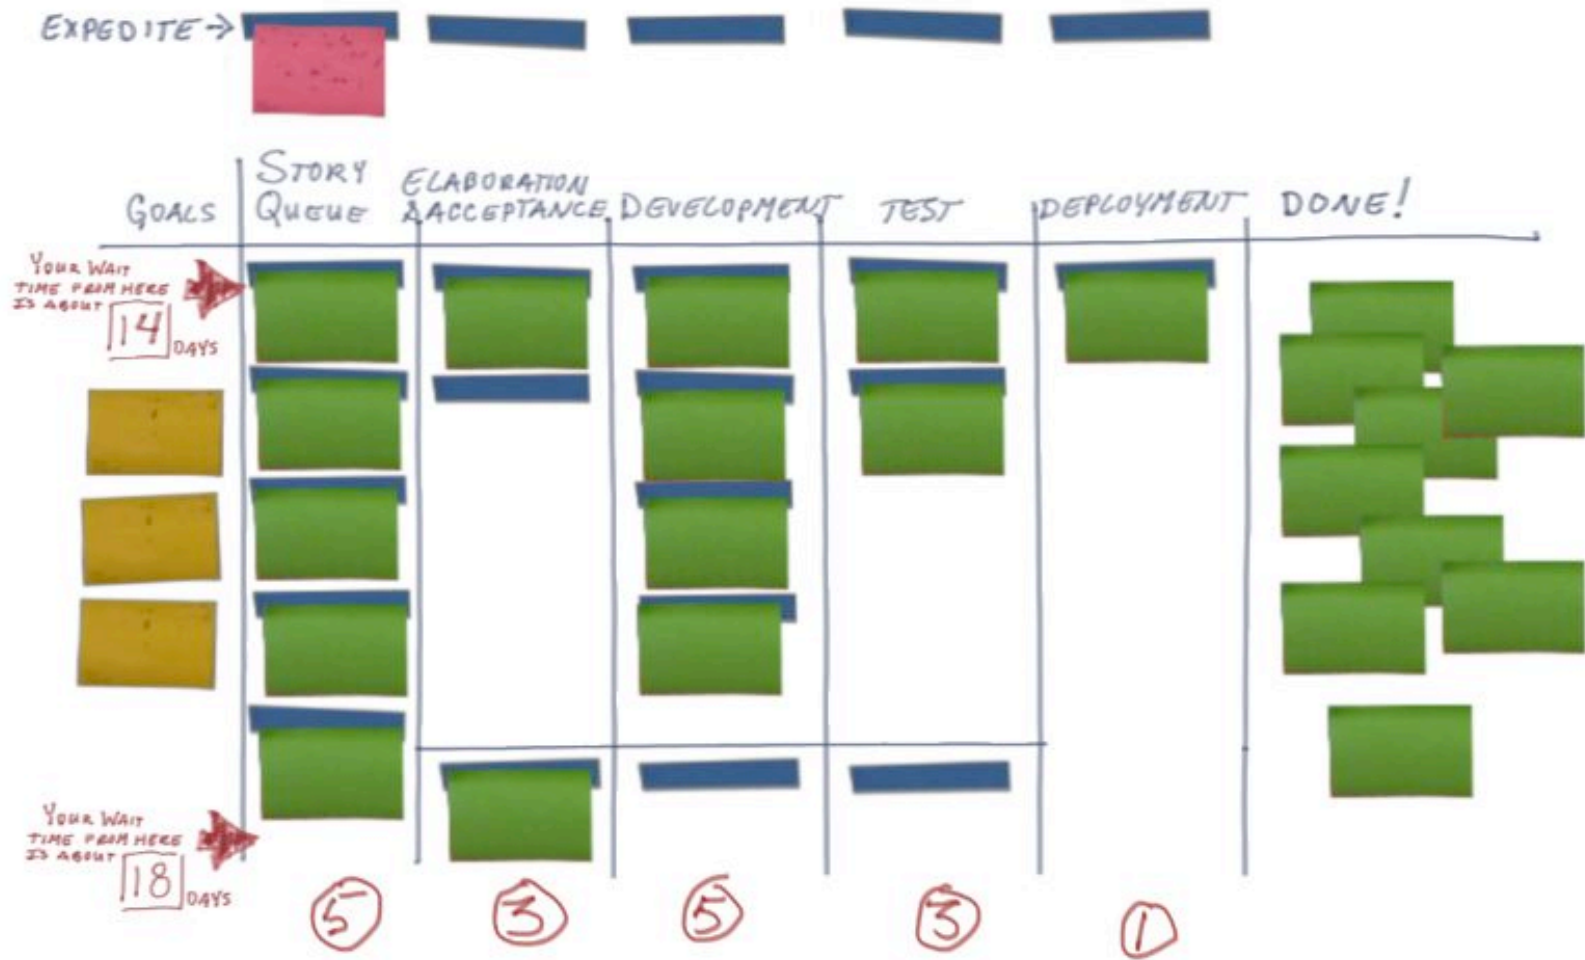 EXPEDITE →
GOALS
STORY
QUEUE
ELABORATION
& ACCEPTANCE
DEVELOPMENT
TEST
DEPLOYMENT
DONE!
YOUR WAIT
TIME FROM HERE
IS ABOUT
14
DAYS
YOUR WAIT
TIME FROM HERE
IS ABOUT
18
DAYS
5
3
5
3
1